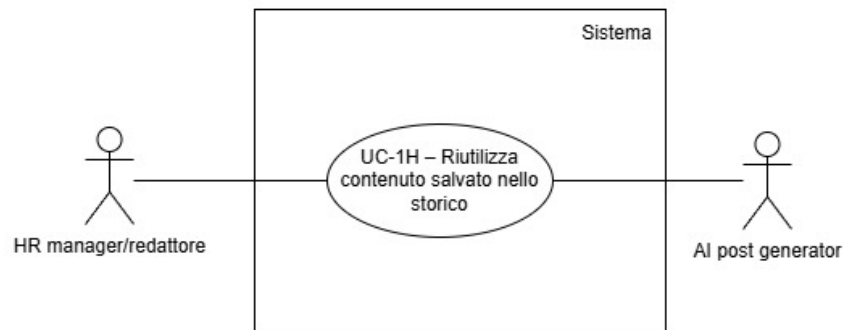 Sistema
UC-1H – Riutilizza
contenuto salvato nello
storico
HR manager/redattore
AI post generator